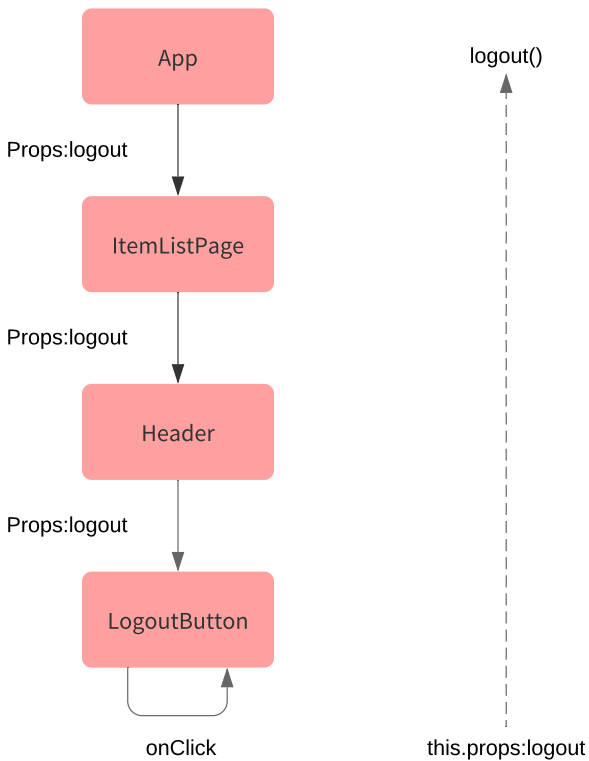 App
logout()
Props:logout
ItemListPage
Props:logout
Header
Props:logout
LogoutButton
onClick
this.props:logout